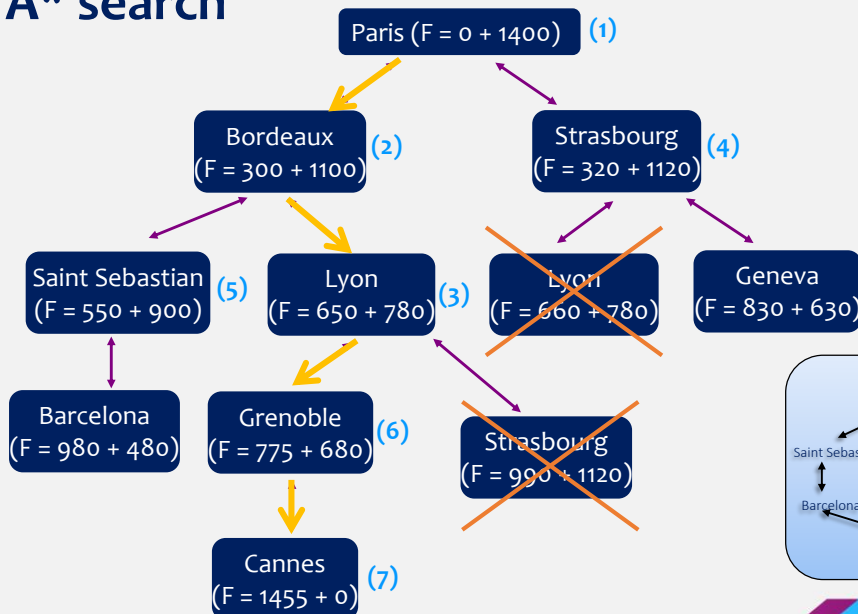 A* search
Paris (F = 0 + 1400) (1)
Bordeaux
(F = 300 + 1100) (2)
Strasbourg
(F = 320 + 1120) (4)
Saint Sebastian
(F = 550 + 900) (5)
Lyon
(F = 650 + 780) (3)
Lyon
(F = 660 + 780)
Geneva
(F = 830 + 630)
Barcelona
(F = 980 + 480)
Grenoble
(F = 775 + 680) (6)
Strasbourg
(F = 990 + 1120)
Cannes
(F = 1455 + 0) (7)
Saint Sebas
Barcelona